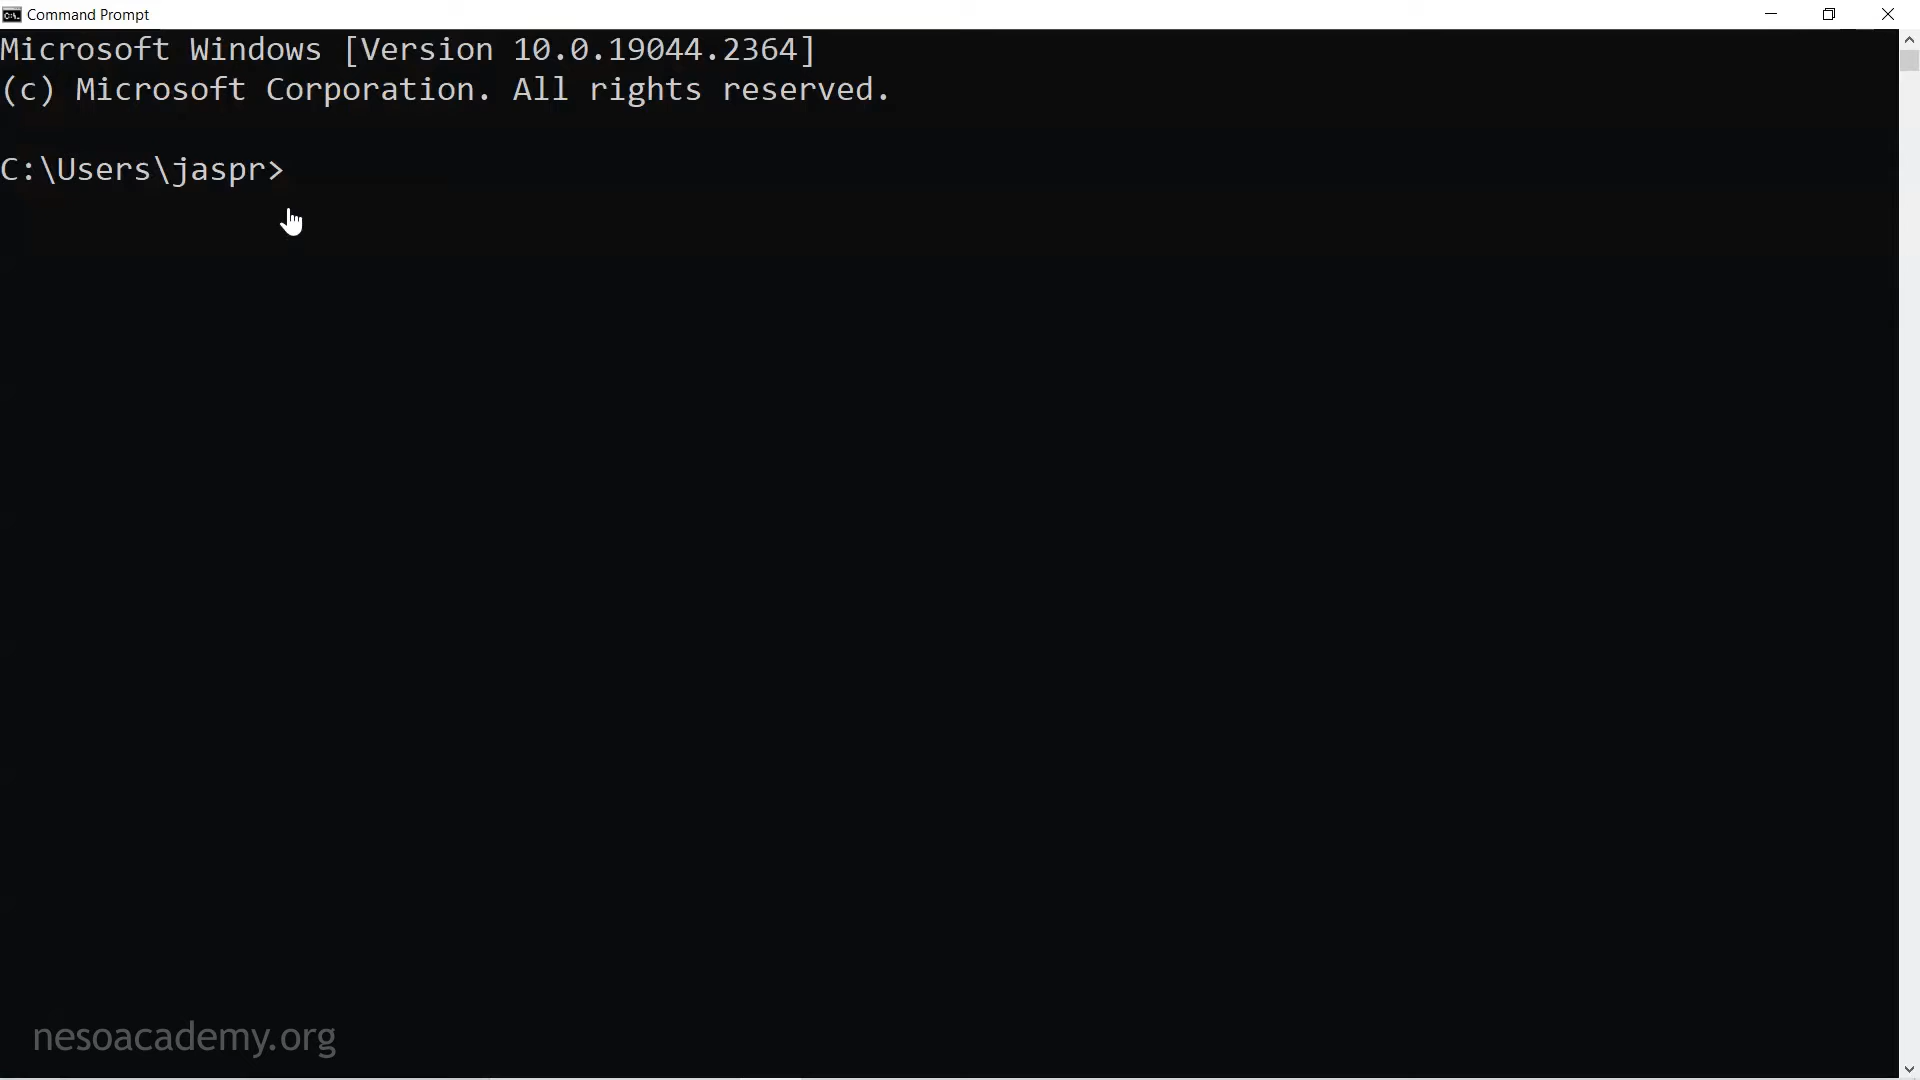 Command Prompt
Microsoft Windows [Version 10.0.19044.2364]
(c) Microsoft Corporation. All rights reserved.
C:\Users\jaspr>
nesoacademy.org